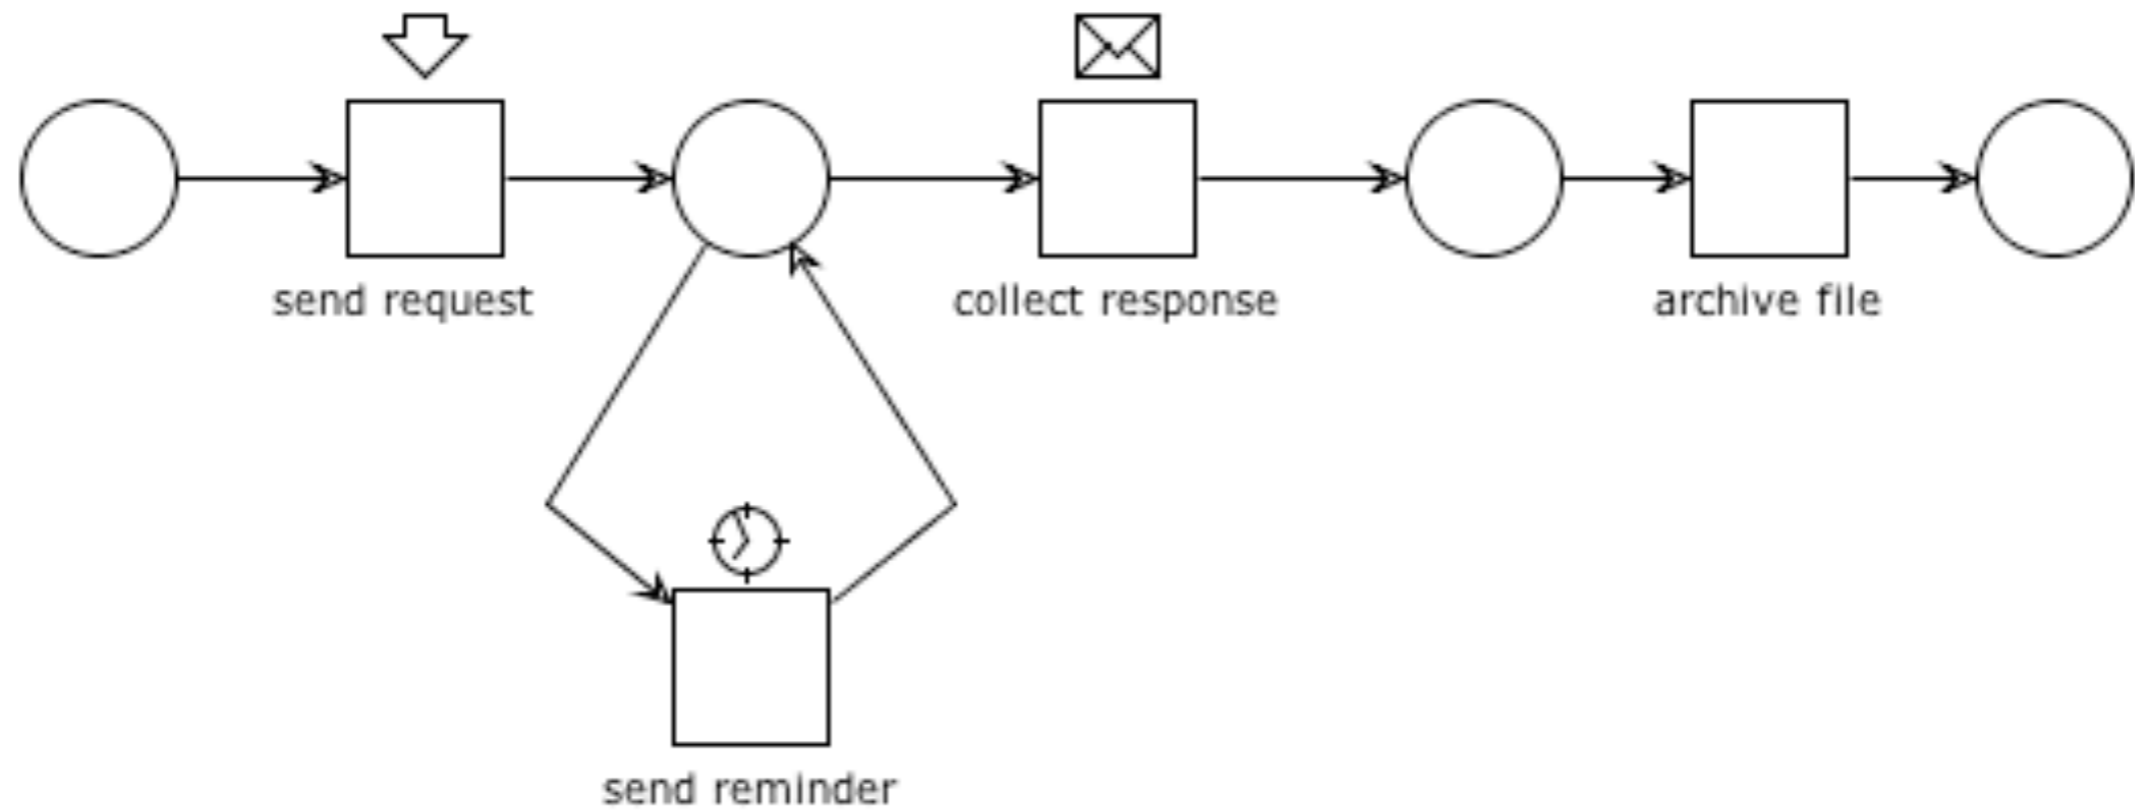 send request
collect response
archive file
send reminder